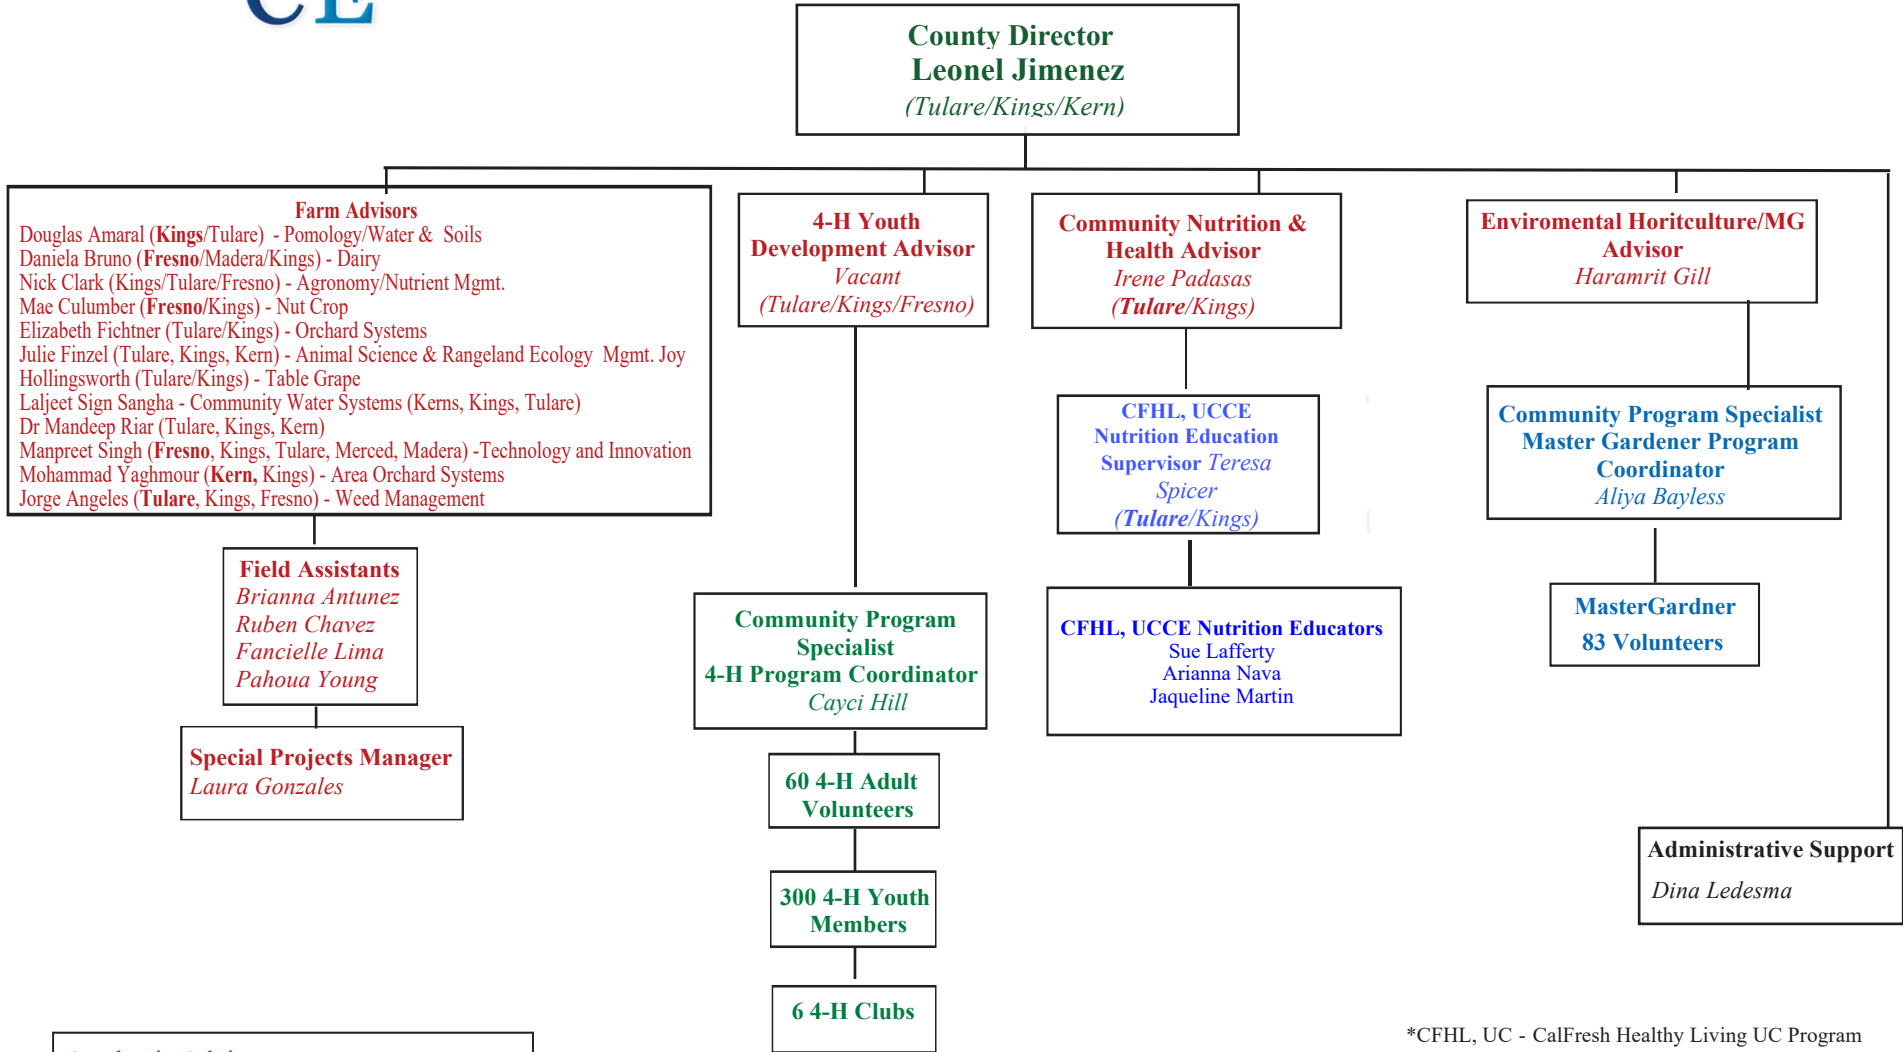 CE
County Director
Leonel Jimenez
(Tulare/Kings/Kern)
Farm Advisors
Douglas Amaral (Kings/Tulare) - Pomology/Water & Soils
Daniela Bruno (Fresno/Madera/Kings) - Dairy
Nick Clark (Kings/Tulare/Fresno) - Agronomy/Nutrient Mgmt.
Mae Culumber (Fresno/Kings) - Nut Crop
Elizabeth Fichtner (Tulare/Kings) - Orchard Systems
Julie Finzel (Tulare, Kings, Kern) - Animal Science & Rangeland Ecology Mgmt. Joy
Hollingsworth (Tulare/Kings) - Table Grape
Laljeet Sign Sangha - Community Water Systems (Kerns, Kings, Tulare)
Dr Mandeep Riar (Tulare, Kings, Kern)
Manpreet Singh (Fresno, Kings, Tulare, Merced, Madera) -Technology and Innovation
Mohammad Yaghmour (Kern, Kings) - Area Orchard Systems
Jorge Angeles (Tulare, Kings, Fresno) - Weed Management
Field Assistants
Brianna Antunez
Ruben Chavez
Fancielle Lima
Pahoua Young
Special Projects Manager
Laura Gonzales
4-H Youth
Development Advisor
Vacant
(Tulare/Kings/Fresno)
Community Program
Specialist
4-H Program Coordinator
Cayci Hill
60 4-H Adult
Volunteers
300 4-H Youth
Members
6 4-H Clubs
Community Nutrition &
Health Advisor
Irene Padasas
(Tulare/Kings)
CFHL, UCCE
Nutrition Education
Supervisor Teresa
Spicer
(Tulare/Kings)
CFHL, UCCE Nutrition Educators
Sue Lafferty
Arianna Nava
Jaqueline Martin
Enviromental Horitculture/MG
Advisor
Haramrit Gill
Community Program Specialist
Master Gardener Program
Coordinator
Aliya Bayless
MasterGardner
83 Volunteers
Administrative Support
Dina Ledesma
*CFHL, UC - CalFresh Healthy Living UC Program